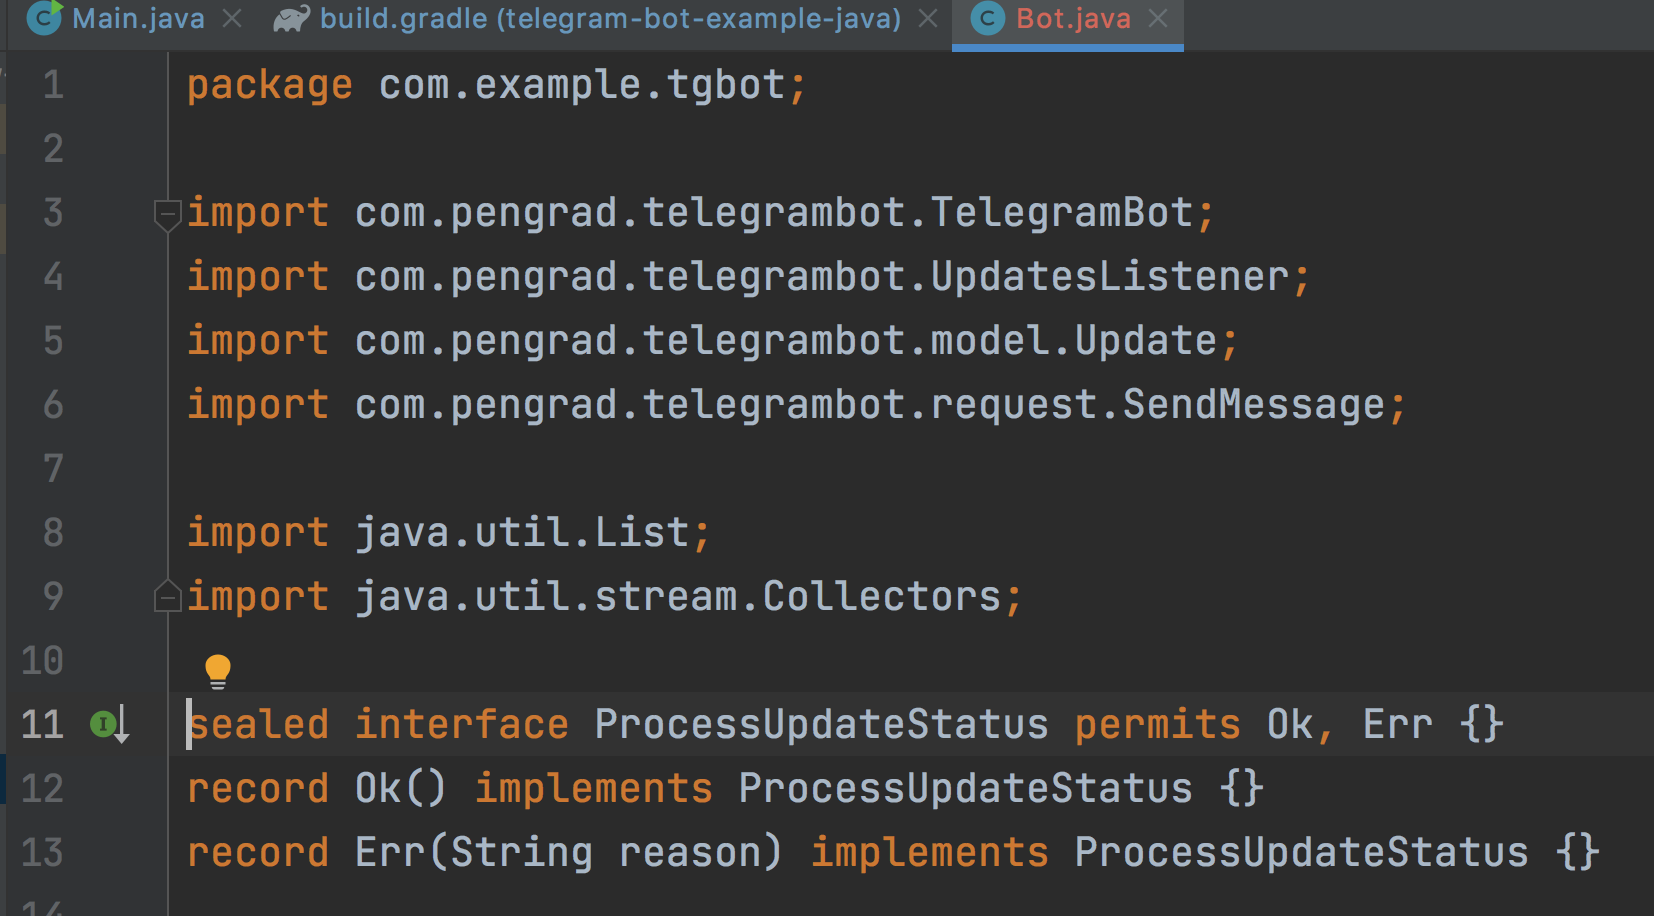 Main.java build.gradle (telegram-bot-example-java) Bot.java
1 package com.example.tgbot;
2
3 import com.pengrad.telegrambot.TelegramBot;
4 import com.pengrad.telegrambot.UpdatesListener;
5 import com.pengrad.telegrambot.model.Update;
6 import com.pengrad.telegrambot.request.SendMessage;
7
8 import java.util.List;
9 import java.util.stream.Collectors;
10
11 sealed interface ProcessUpdateStatus permits Ok, Err {}
12 record Ok() implements ProcessUpdateStatus {}
13 record Err(String reason) implements ProcessUpdateStatus {}
14